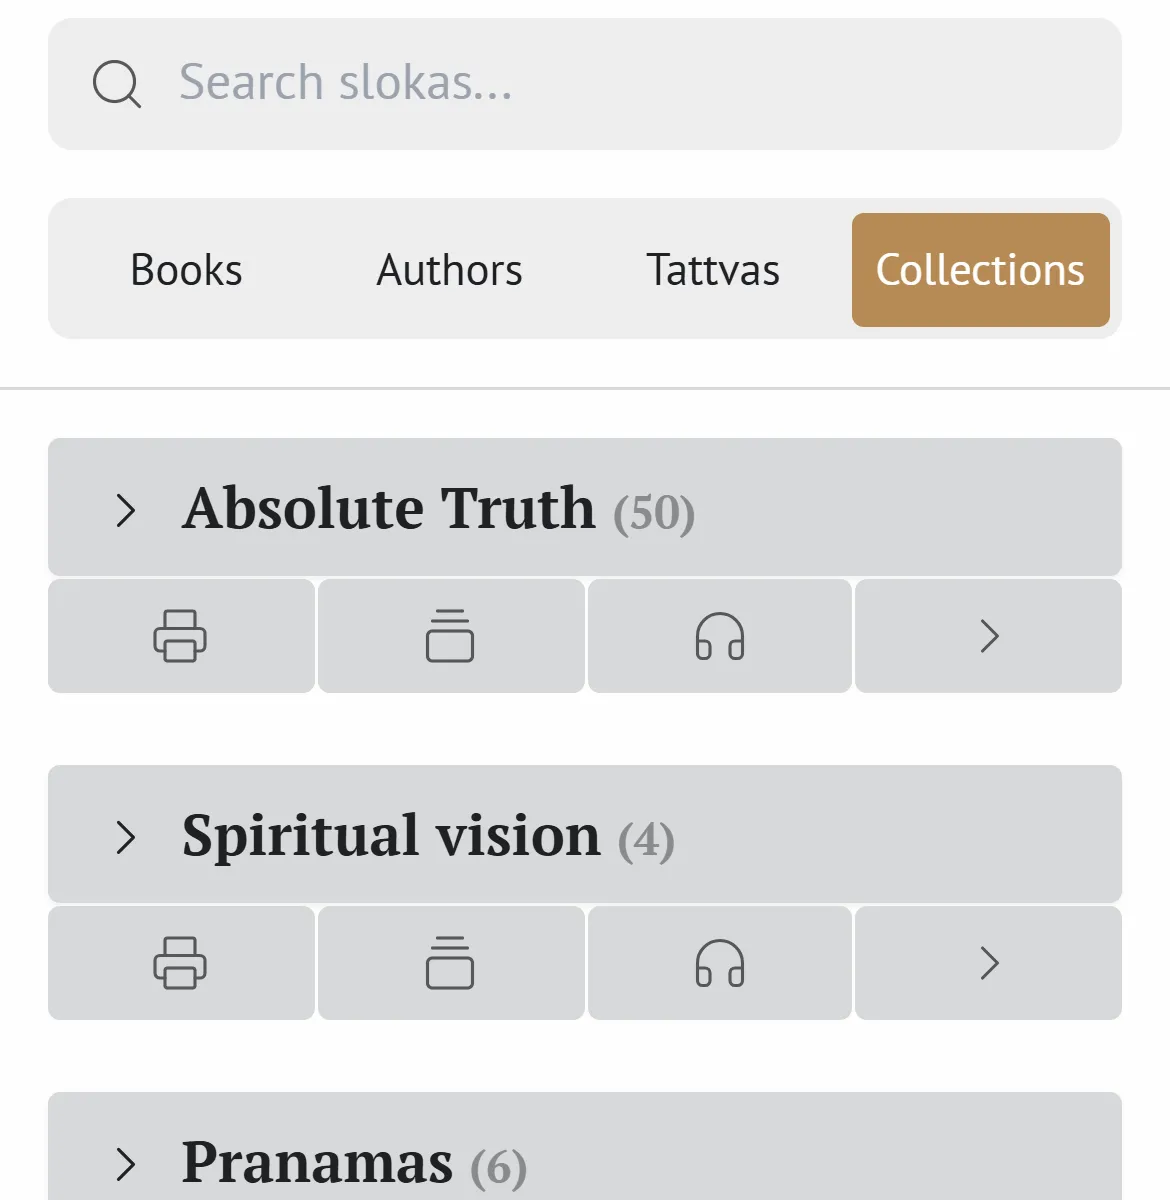 Search slokas...
Books Authors Tattvas Collections
Absolute Truth (50)
Spiritual vision (4)
Pranamas (6)